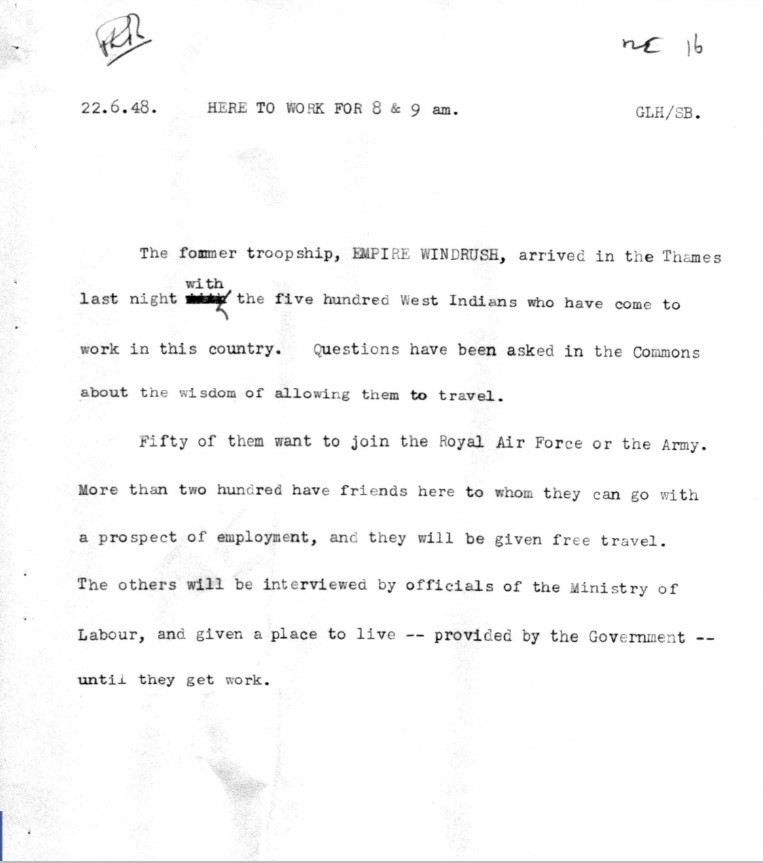 nE 16
22.6.48. HERE TO WORK FOR 8 & 9 am. GLH/SB.
The fommer troopship, EMPIRE WINDRUSH, arrived in the Thames
with
last night the five hundred West Indians who have come to
work in this country. Questions have been asked in the Commons
about the wisdom of allowing them to travel.
Fifty of them want to join the Royal Air Force or the Army.
More than two hundred have friends here to whom they can go with
a prospect of employment, and they will be given free travel.
The others will be interviewed by officials of the Ministry of
Labour, and given a place to live -- provided by the Government --
until they get work.